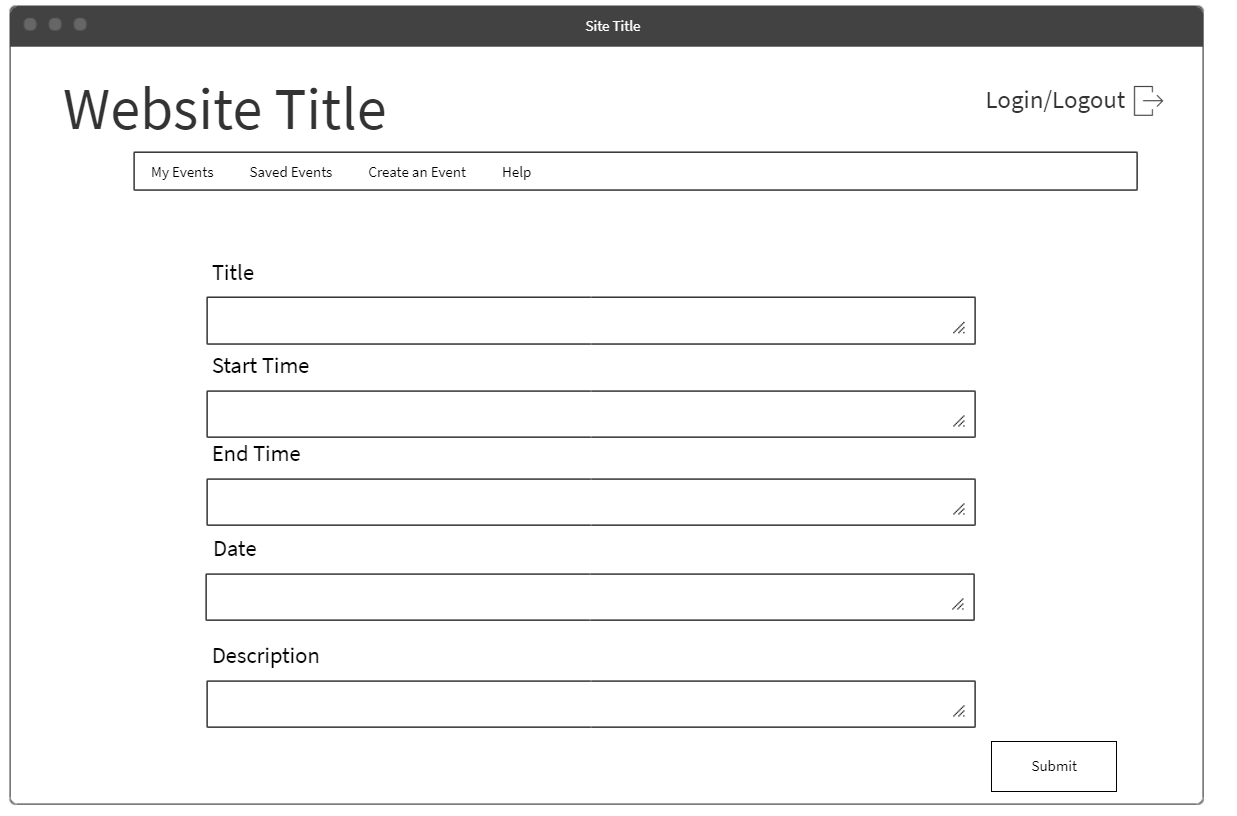 Site Title
Website Title
Login/Logout
My Events Saved Events Create an Event Help
Title
Start Time
End Time
Date
Description
Submit